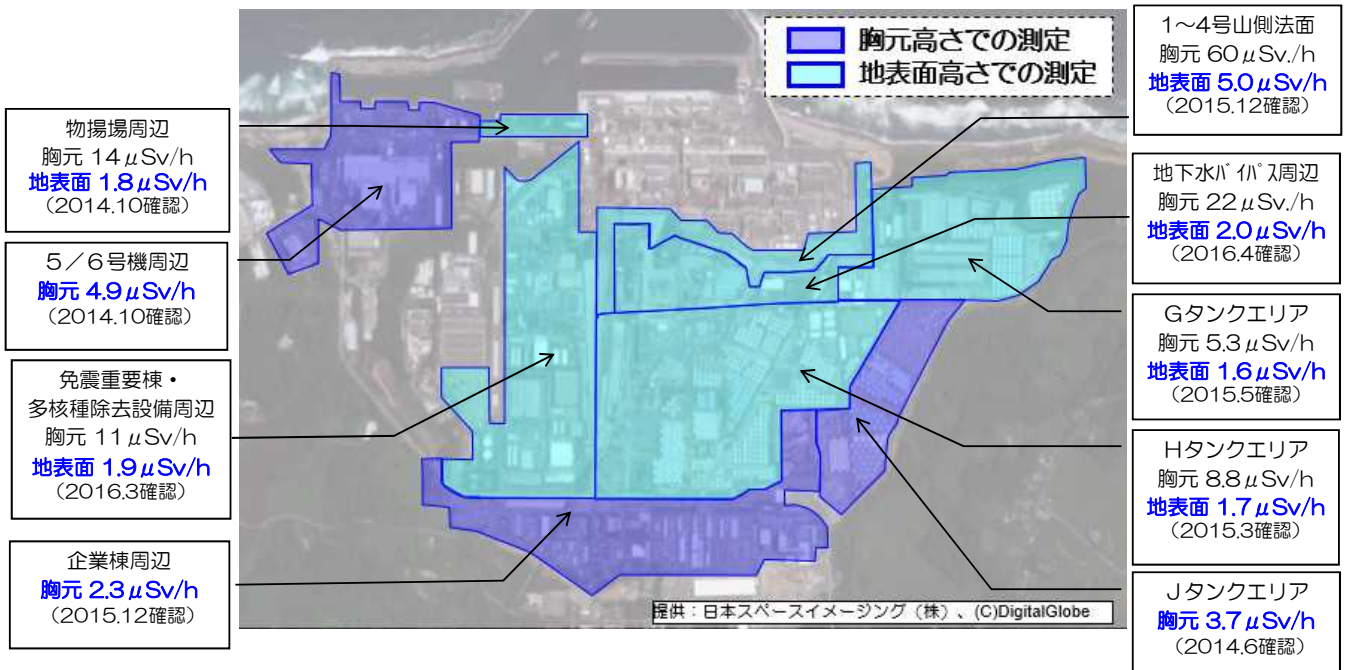 胸元高さでの測定
地表面高さでの測定
物揚場周辺
胸元 14μSv/h
地表面 1.8μSv/h
（2014.10確認）
５／６号機周辺
胸元 4.9μSv/h
（2014.10確認）
免震重要棟・
多核種除去設備周辺
胸元 11μSv/h
地表面 1.9μSv/h
（2016.3確認）
企業棟周辺
胸元 2.3μSv/h
（2015.12確認）
1～4号山側法面
胸元 60μSv./h
地表面 5.0μSv/h
（2015.12確認）
地下水ﾊﾞｲﾊﾟｽ周辺
胸元 22μSv./h
地表面 2.0μSv/h
（2016.4確認）
Ｇタンクエリア
胸元 5.3μSv/h
地表面 1.6μSv/h
（2015.5確認）
Ｈタンクエリア
胸元 8.8μSv/h
地表面 1.7μSv/h
（2015.3確認）
Ｊタンクエリア
胸元 3.7μSv/h
（2014.6確認）
提供：日本スペースイメージング（株）、(C)DigitalGlobe